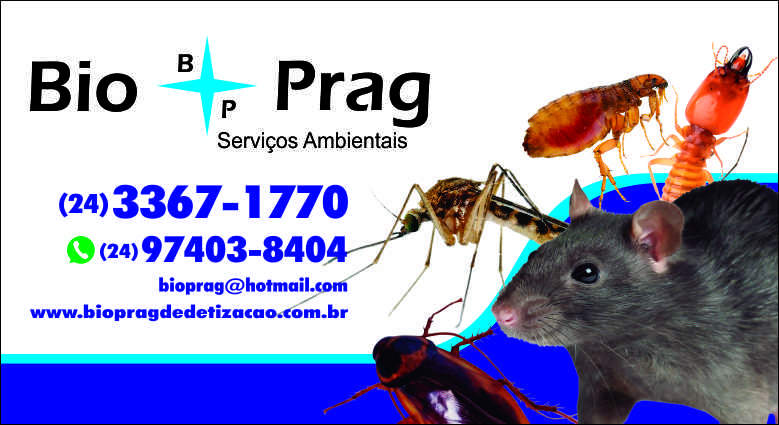 Bio B P Prag
Serviços Ambientais
(24) 3367-1770
(24) 97403-8404
bioprag@hotmail.com
www.biopragdedetizacao.com.br